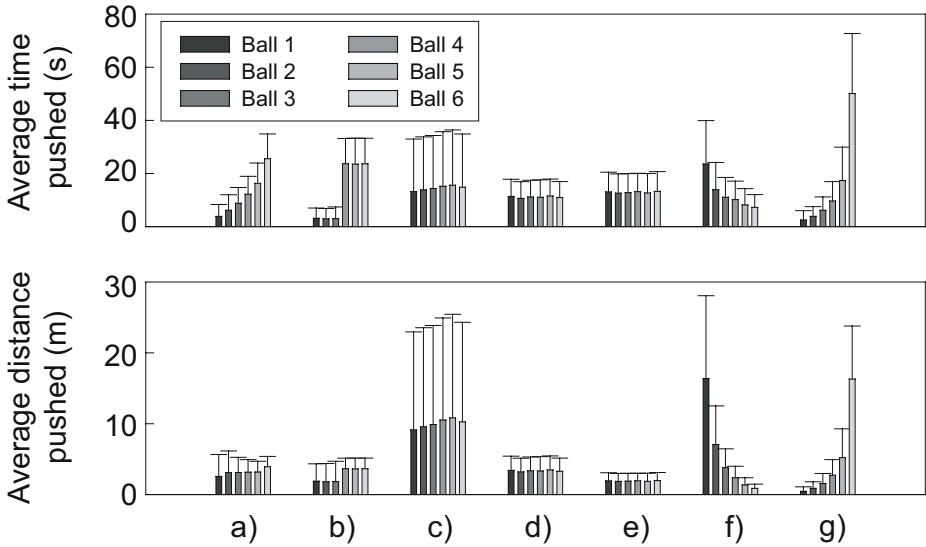 Average time
pushed (s)
80
60
40
20
0
Ball 1
Ball 2
Ball 3
Ball 4
Ball 5
Ball 6
Average distance
pushed (m)
30
20
10
0
a) b) c) d) e) f) g)